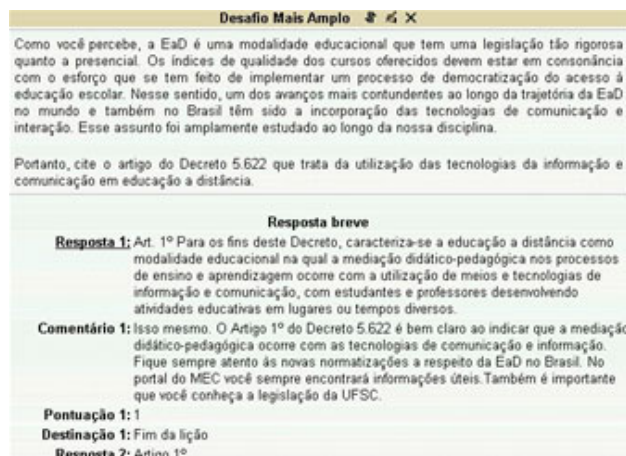 Desafio Mais Amplo
Como você percebe, a EaD é uma modalidade educacional que tem uma legislação tão rigorosa
quanto a presencial. Os índices de qualidade dos cursos oferecidos devem estar em consonância
com o esforço que se tem feito de implementar um processo de democratização do acesso à
educação escolar. Nesse sentido, um dos avanços mais contundentes ao longo da trajetória da EaD
no mundo e também no Brasil têm sido a incorporação das tecnologias de comunicação e
interação. Esse assunto foi amplamente estudado ao longo da nossa disciplina.
Portanto, cite o artigo do Decreto 5.622 que trata da utilização das tecnologias da informação e
comunicação em educação a distância.
Resposta breve
Resposta 1: Art. 1º Para os fins deste Decreto, caracteriza-se a educação a distância como
modalidade educacional na qual a mediação didático-pedagógica nos processos
de ensino e aprendizagem ocorre com a utilização de meios e tecnologias de
informação e comunicação, com estudantes e professores desenvolvendo
atividades educativas em lugares ou tempos diversos.
Comentário 1: Isso mesmo. O Artigo 1º do Decreto 5.622 é bem claro ao indicar que a mediação
didático-pedagógica ocorre com as tecnologias de comunicação e informação.
Fique sempre atento às novas normatizações a respeito da EaD no Brasil. No
portal do MEC você sempre encontrará informações úteis.Também é importante
que você conheça a legislação da UFSC.
Pontuação 1: 1
Destinação 1: Fim da lição
Resposta 2: Artigo 1º